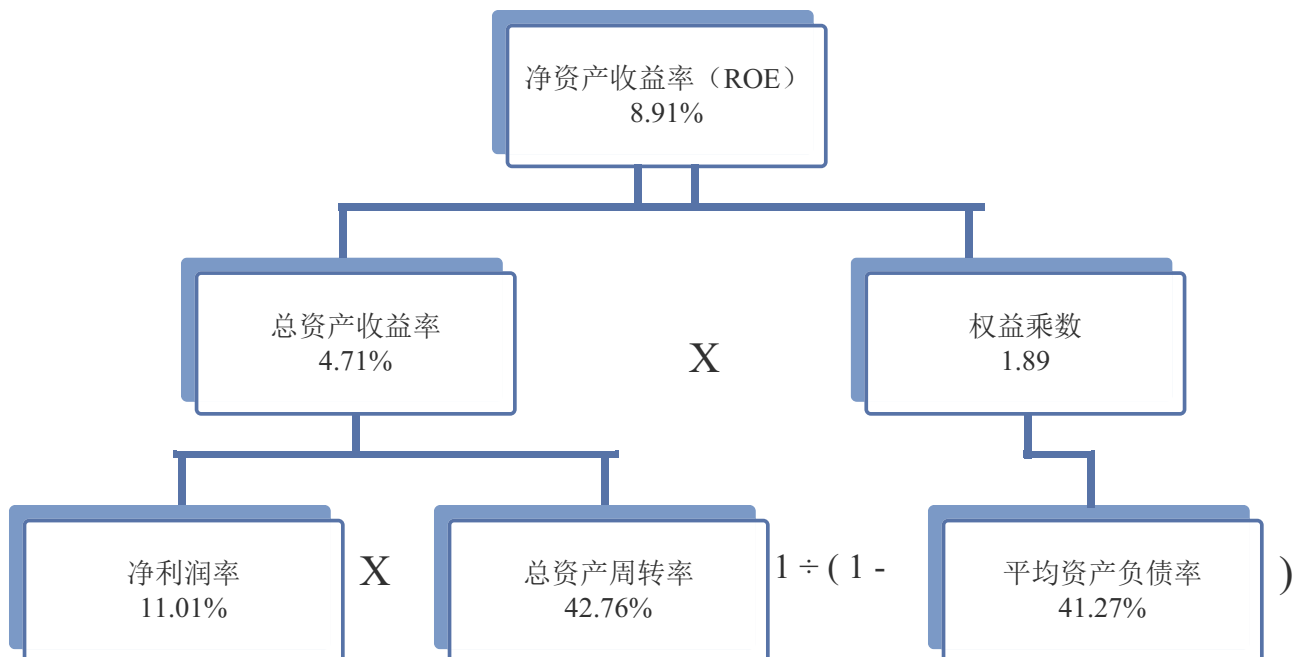 净资产收益率（ROE）
8.91%
总资产收益率
4.71%
X
权益乘数
1.89
净利润率
11.01%
X
总资产周转率
42.76%
1 ÷ ( 1 -
平均资产负债率
41.27%
)